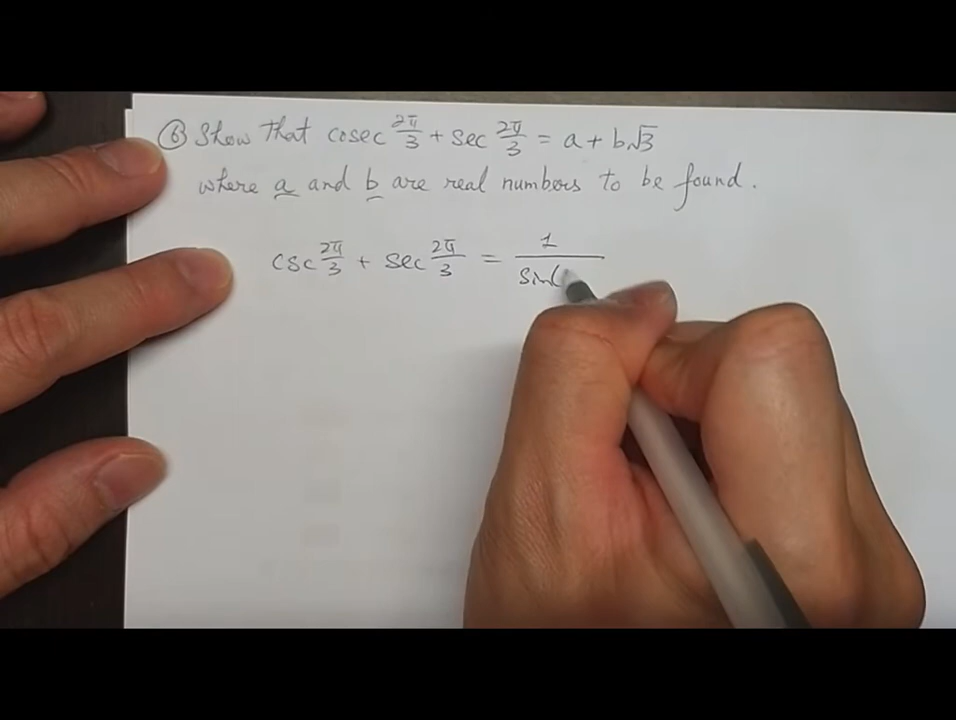 ⑥ Show that cosec 2π/3 + sec 2π/3 = a + b√3
where a and b are real numbers to be found.
csc 2π/3 + sec 2π/3 = 1/sin(